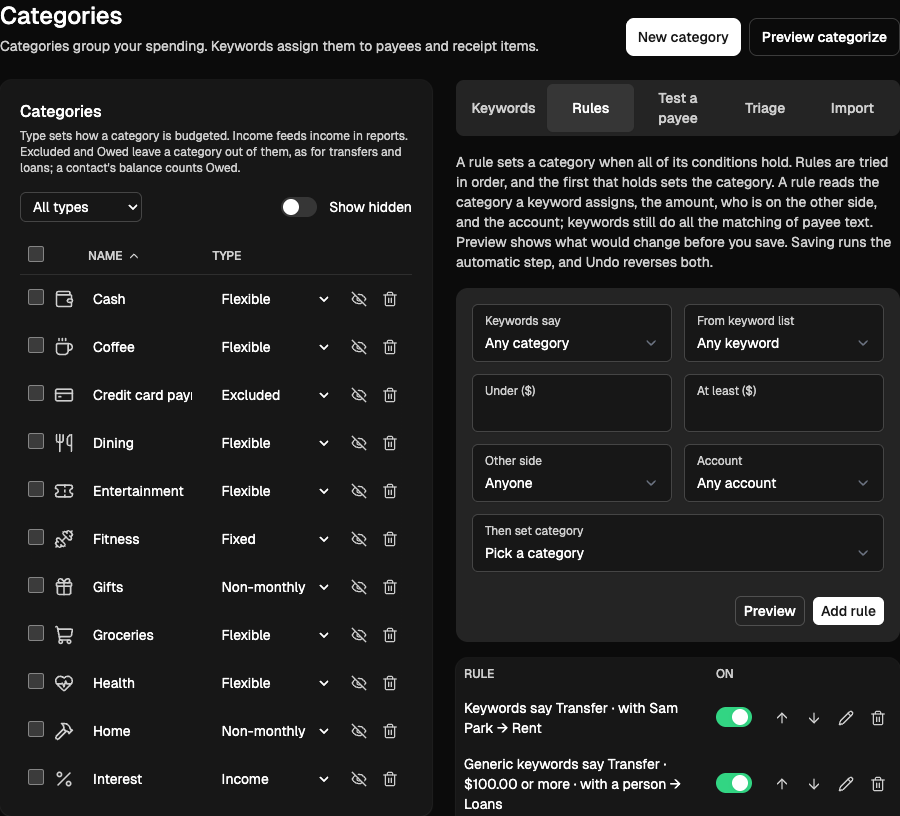 Categories
Categories group your spending. Keywords assign them to payees and receipt items.
New category
Preview categorize
Categories
Type sets how a category is budgeted. Income feeds income in reports.
Excluded and Owed leave a category out of them, as for transfers and
loans; a contact's balance counts Owed.
All types
Show hidden
NAME
TYPE
Cash
Flexible
Coffee
Flexible
Credit card pay
Excluded
Dining
Flexible
Entertainment
Flexible
Fitness
Fixed
Gifts
Non-monthly
Groceries
Flexible
Health
Flexible
Home
Non-monthly
Interest
Income
Keywords
Rules
Test a
payee
Triage
Import
A rule sets a category when all of its conditions hold. Rules are tried
in order, and the first that holds sets the category. A rule reads the
category a keyword assigns, the amount, who is on the other side,
and the account; keywords still do all the matching of payee text.
Preview shows what would change before you save. Saving runs the
automatic step, and Undo reverses both.
Keywords say
Any category
From keyword list
Any keyword
Under ($)
At least ($)
Other side
Anyone
Account
Any account
Then set category
Pick a category
Preview
Add rule
RULE
ON
Keywords say Transfer · with Sam
Park → Rent
Generic keywords say Transfer ·
$100.00 or more · with a person →
Loans